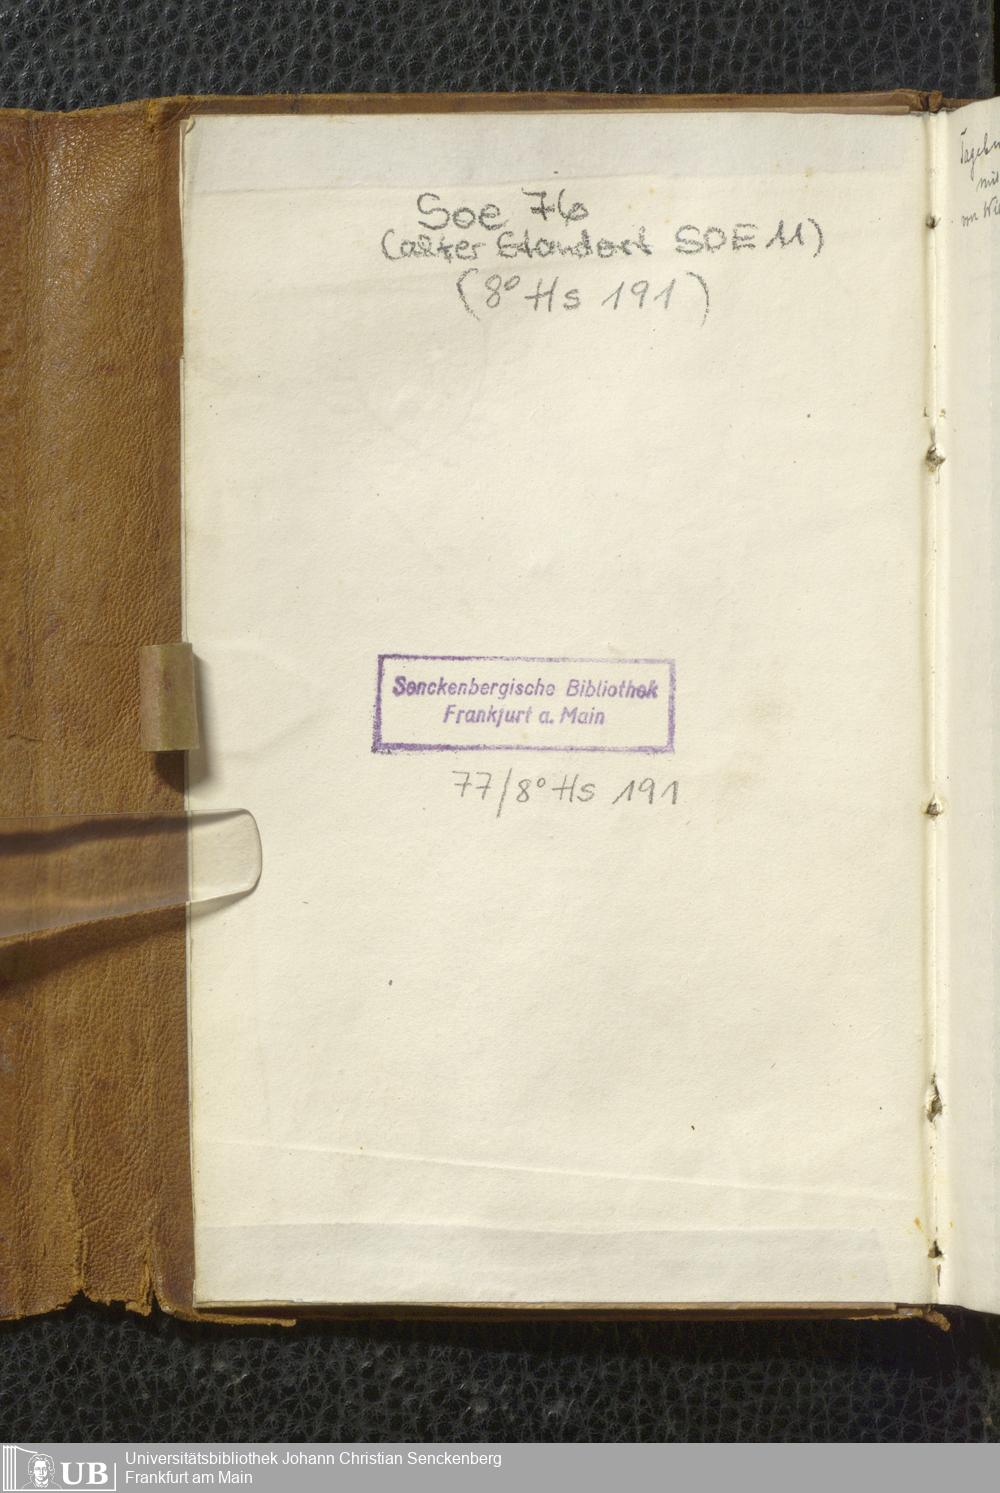 Soe 76
(alter Standort SOE 11)
(8° Hs 191)
Senckenbergische Bibliothek
Frankfurt a. Main
77/8° Hs 191
UB
Universitätsbibliothek Johann Christian Senckenberg
Frankfurt am Main